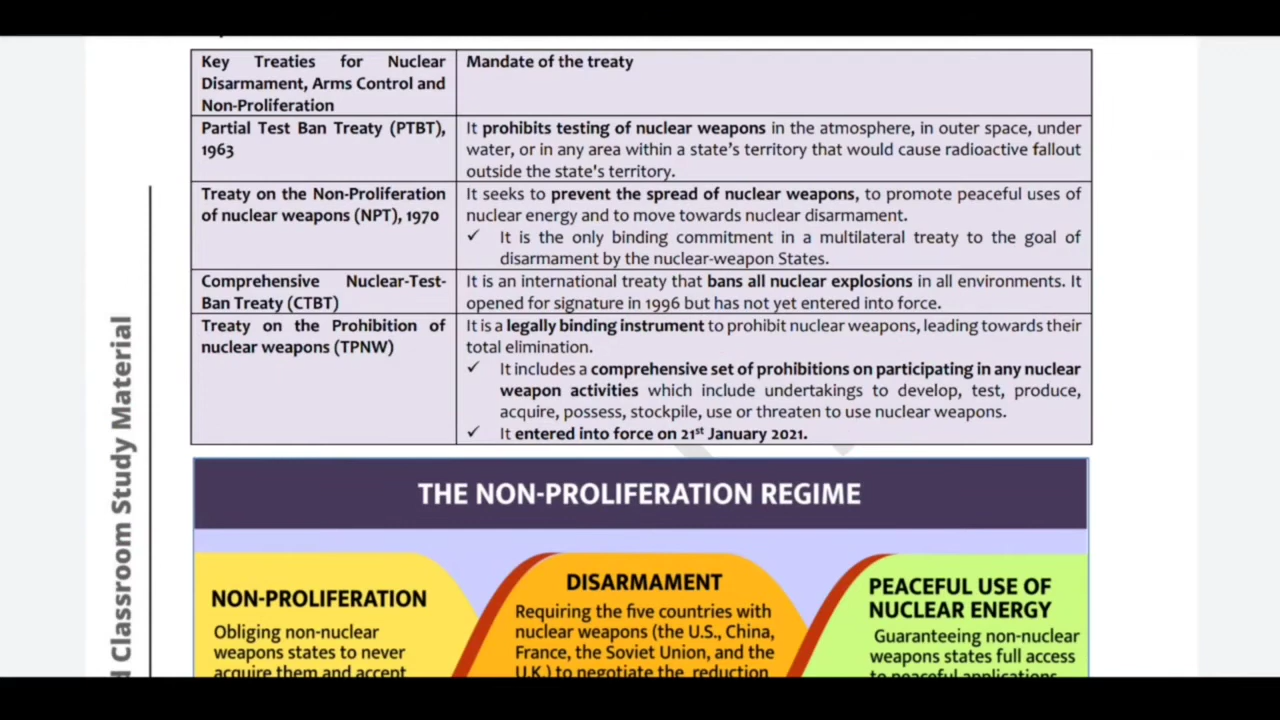 Key Treaties for Nuclear
Disarmament, Arms Control and
Non-Proliferation
Mandate of the treaty
Partial Test Ban Treaty (PTBT),
1963
It prohibits testing of nuclear weapons in the atmosphere, in outer space, under
water, or in any area within a state's territory that would cause radioactive fallout
outside the state's territory.
Treaty on the Non-Proliferation
of nuclear weapons (NPT), 1970
It seeks to prevent the spread of nuclear weapons, to promote peaceful uses of
nuclear energy and to move towards nuclear disarmament.
✓ It is the only binding commitment in a multilateral treaty to the goal of
disarmament by the nuclear-weapon States.
Comprehensive Nuclear-Test-
Ban Treaty (CTBT)
It is an international treaty that bans all nuclear explosions in all environments. It
opened for signature in 1996 but has not yet entered into force.
Treaty on the Prohibition of
nuclear weapons (TPNW)
It is a legally binding instrument to prohibit nuclear weapons, leading towards their
total elimination.
✓ It includes a comprehensive set of prohibitions on participating in any nuclear
weapon activities which include undertakings to develop, test, produce,
acquire, possess, stockpile, use or threaten to use nuclear weapons.
✓ It entered into force on 21st January 2021.
THE NON-PROLIFERATION REGIME
NON-PROLIFERATION
Obliging non-nuclear
weapons states to never
acquire them and accept
DISARMAMENT
Requiring the five countries with
nuclear weapons (the U.S., China,
France, the Soviet Union, and the
U.K.) to negotiate the reduction
PEACEFUL USE OF
NUCLEAR ENERGY
Guaranteeing non-nuclear
weapons states full access
to peaceful applications
Classroom Study Material